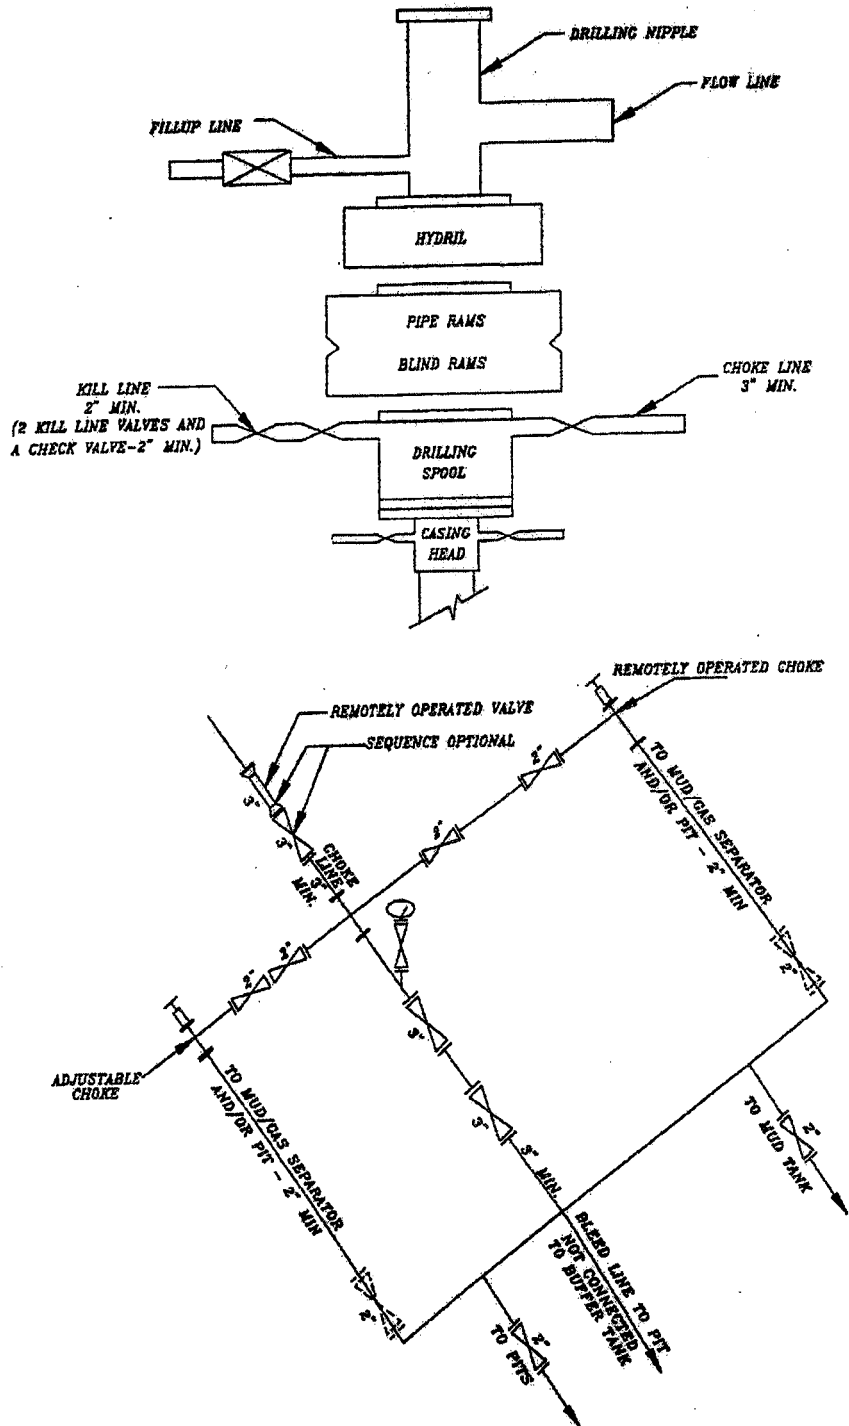 DRILLING NIPPLE
FLOW LINE
FILLUP LINE
HYDRIL
PIPE RAMS
BLIND RAMS
KILL LINE
2" MIN.
(2 KILL LINE VALVES AND
A CHECK VALVE-2" MIN.)
CHOKE LINE
3" MIN.
DRILLING
SPOOL
CASING
HEAD
REMOTELY OPERATED CHOKE
REMOTELY OPERATED VALVE
SEQUENCE OPTIONAL
3"
3"
CHOKE
LINE
3"
MIN.
2"
2"
TO MUD/GAS SEPARATOR
AND/OR PIT - 2" MIN
2"
2"
2"
ADJUSTABLE
CHOKE
TO MUD/GAS SEPARATOR
AND/OR PIT - 2" MIN
2"
3"
3"
3" MIN.
BLEED LINE TO PIT
NOT CONNECTED
TO BUFFER TANK
2"
TO MUD TANK
2"
TO PITS